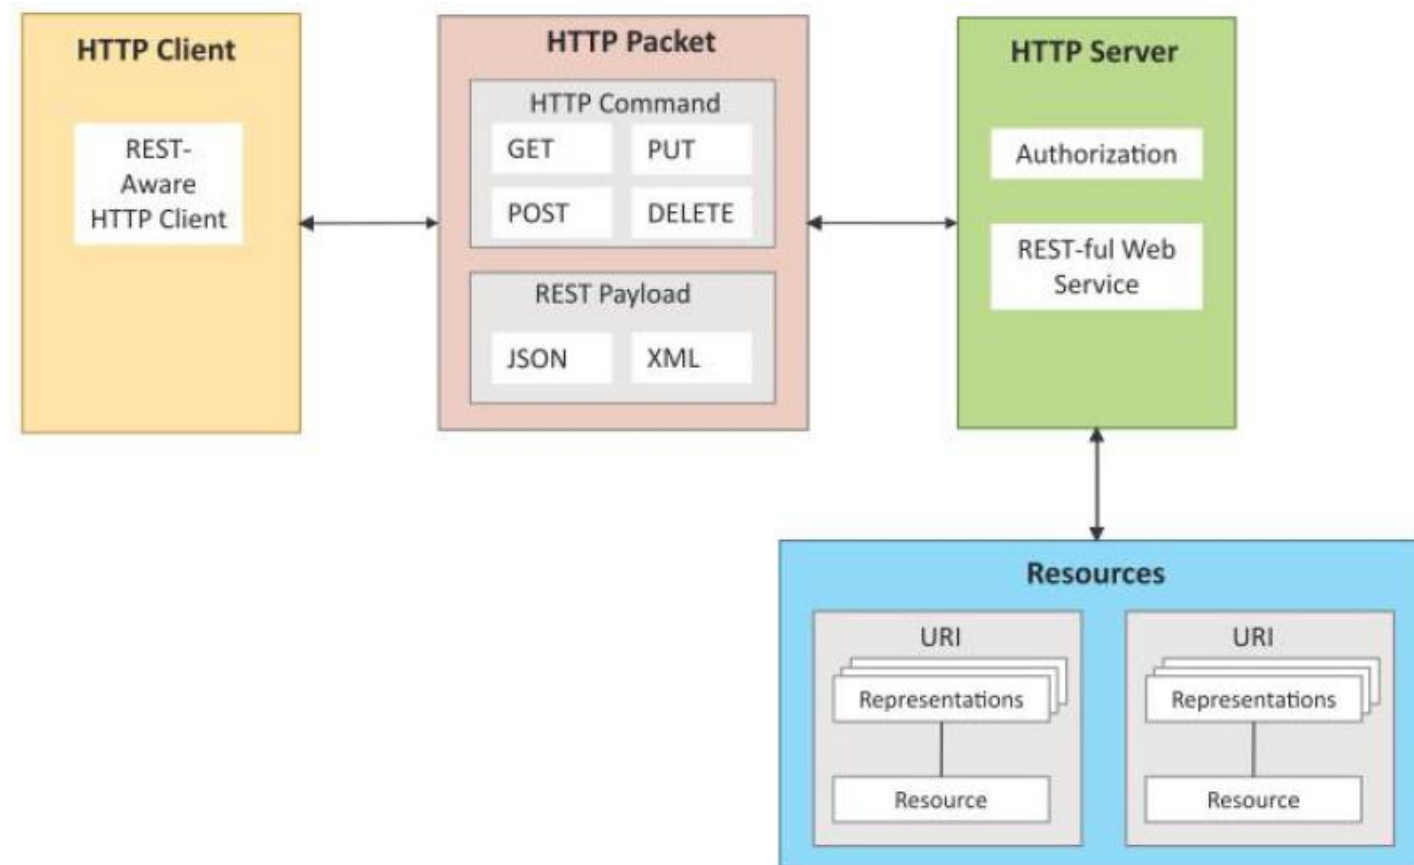 HTTP Client
REST-
Aware
HTTP Client
HTTP Packet
HTTP Command
GET
PUT
POST
DELETE
REST Payload
JSON
XML
HTTP Server
Authorization
REST-ful Web
Service
Resources
URI
Representations
Resource
URI
Representations
Resource